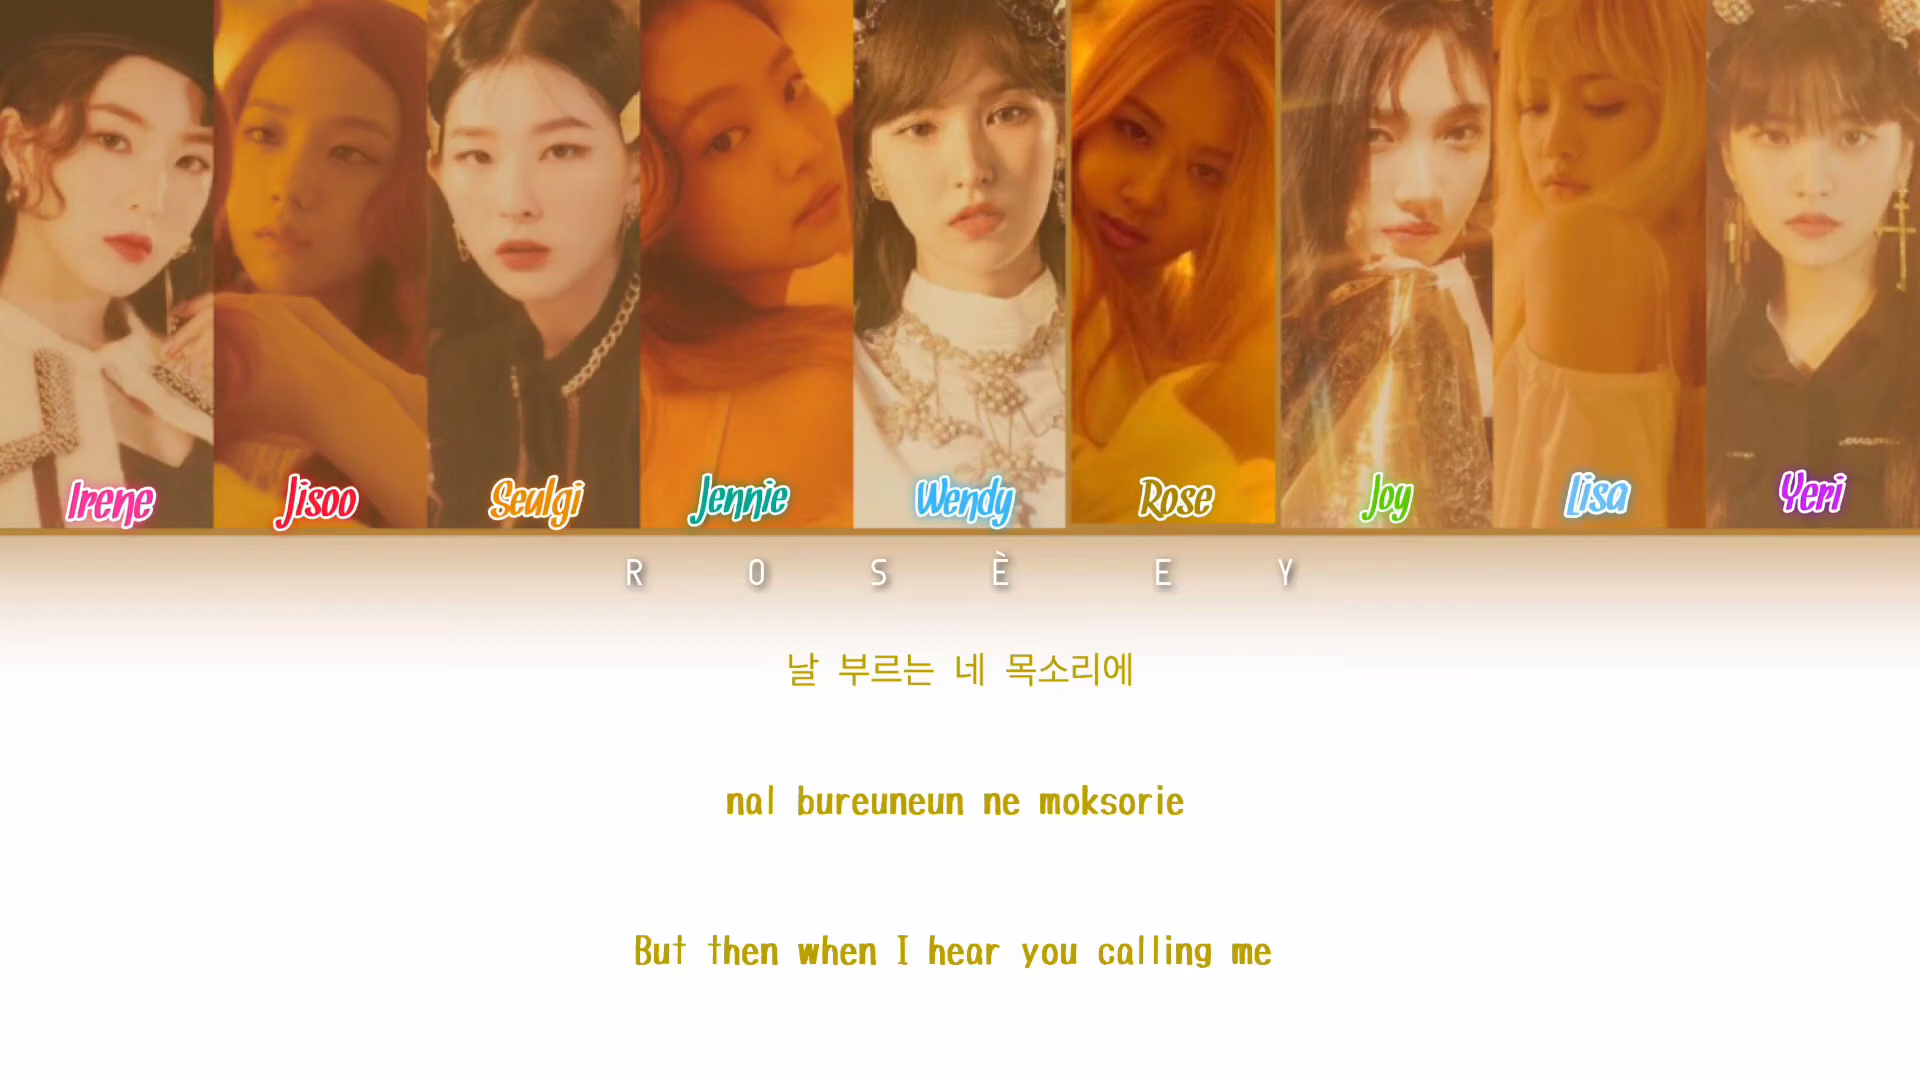 Irene Jisoo Seulgi Jennie Wendy Rose Joy Lisa Yeri
R O S È E Y
날 부르는 네 목소리에
nal bureuneun ne moksorie
But then when I hear you calling me